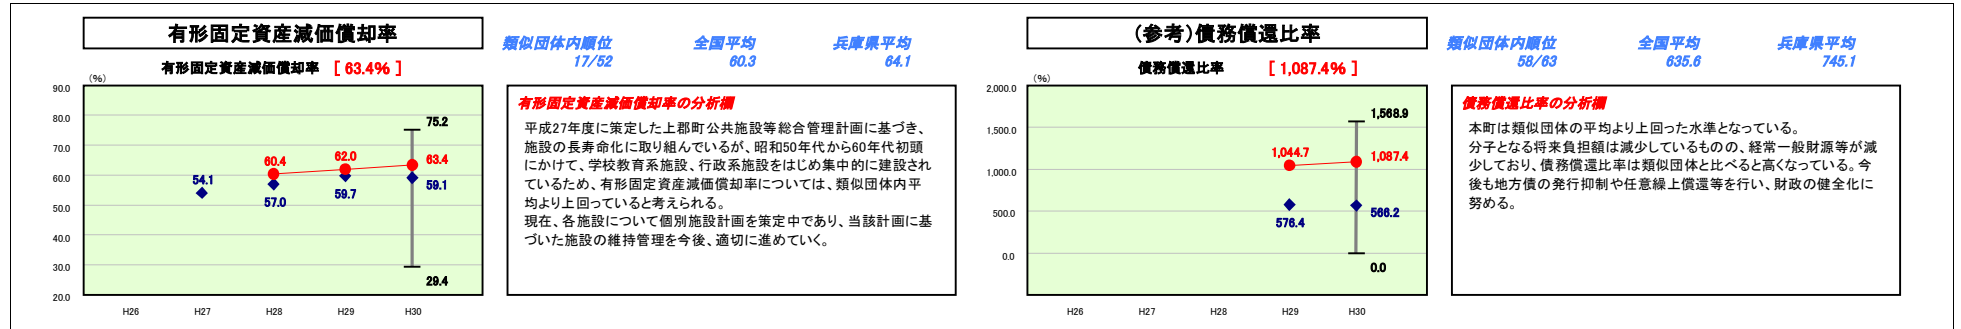 有形固定資産減価償却率
有形固定資産減価償却率 [ 63.4% ]
類似団体内順位 全国平均 兵庫県平均
17/52 60.3 64.1
(%)
90.0
80.0
70.0
60.0
50.0
40.0
30.0
20.0
75.2
60.4 62.0 63.4
54.1 57.0 59.7 59.1
29.4
H26 H27 H28 H29 H30
有形固定資産減価償却率の分析欄
平成27年度に策定した上郡町公共施設等総合管理計画に基づき、
施設の長寿命化に取り組んでいるが、昭和50年代から60年代初頭
にかけて、学校教育系施設、行政系施設をはじめ集中的に建設され
ているため、有形固定資産減価償却率については、類似団体内平
均より上回っていると考えられる。
現在、各施設について個別施設計画を策定中であり、当該計画に基
づいた施設の維持管理を今後、適切に進めていく。
(参考)債務償還比率
債務償還比率 [ 1,087.4% ]
類似団体内順位 全国平均 兵庫県平均
58/63 635.6 745.1
(%)
2,000.0
1,500.0
1,000.0
500.0
0.0
1,568.9
1,044.7 1,087.4
576.4 566.2
0.0
H26 H27 H28 H29 H30
債務償還比率の分析欄
本町は類似団体の平均より上回った水準となっている。
分子となる将来負担額は減少しているものの、経常一般財源等が減
少しており、債務償還比率は類似団体と比べると高くなっている。今
後も地方債の発行抑制や任意繰上償還等を行い、財政の健全化に
努める。